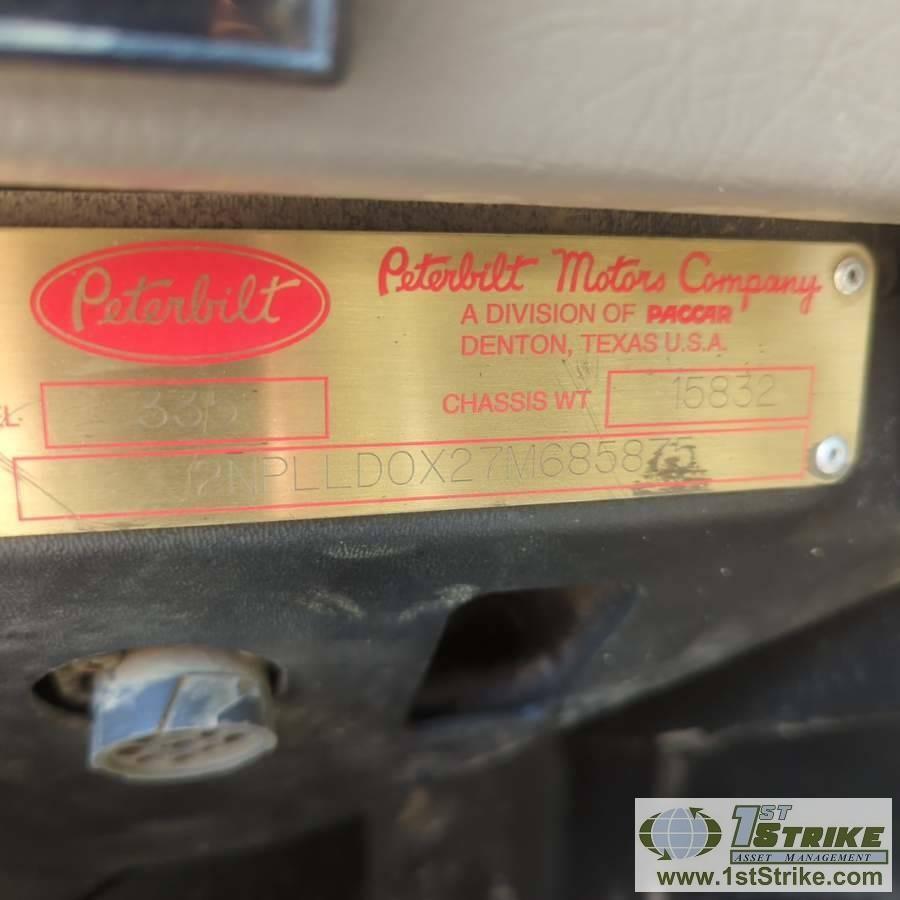 Peterbilt
Peterbilt Motors Company
A DIVISION OF PACCAR
DENTON, TEXAS U.S.A.
EL 335
CHASSIS WT 15832
2NPLLD0X27M685875
1ST STRIKE
ASSET MANAGEMENT
www.1stStrike.com